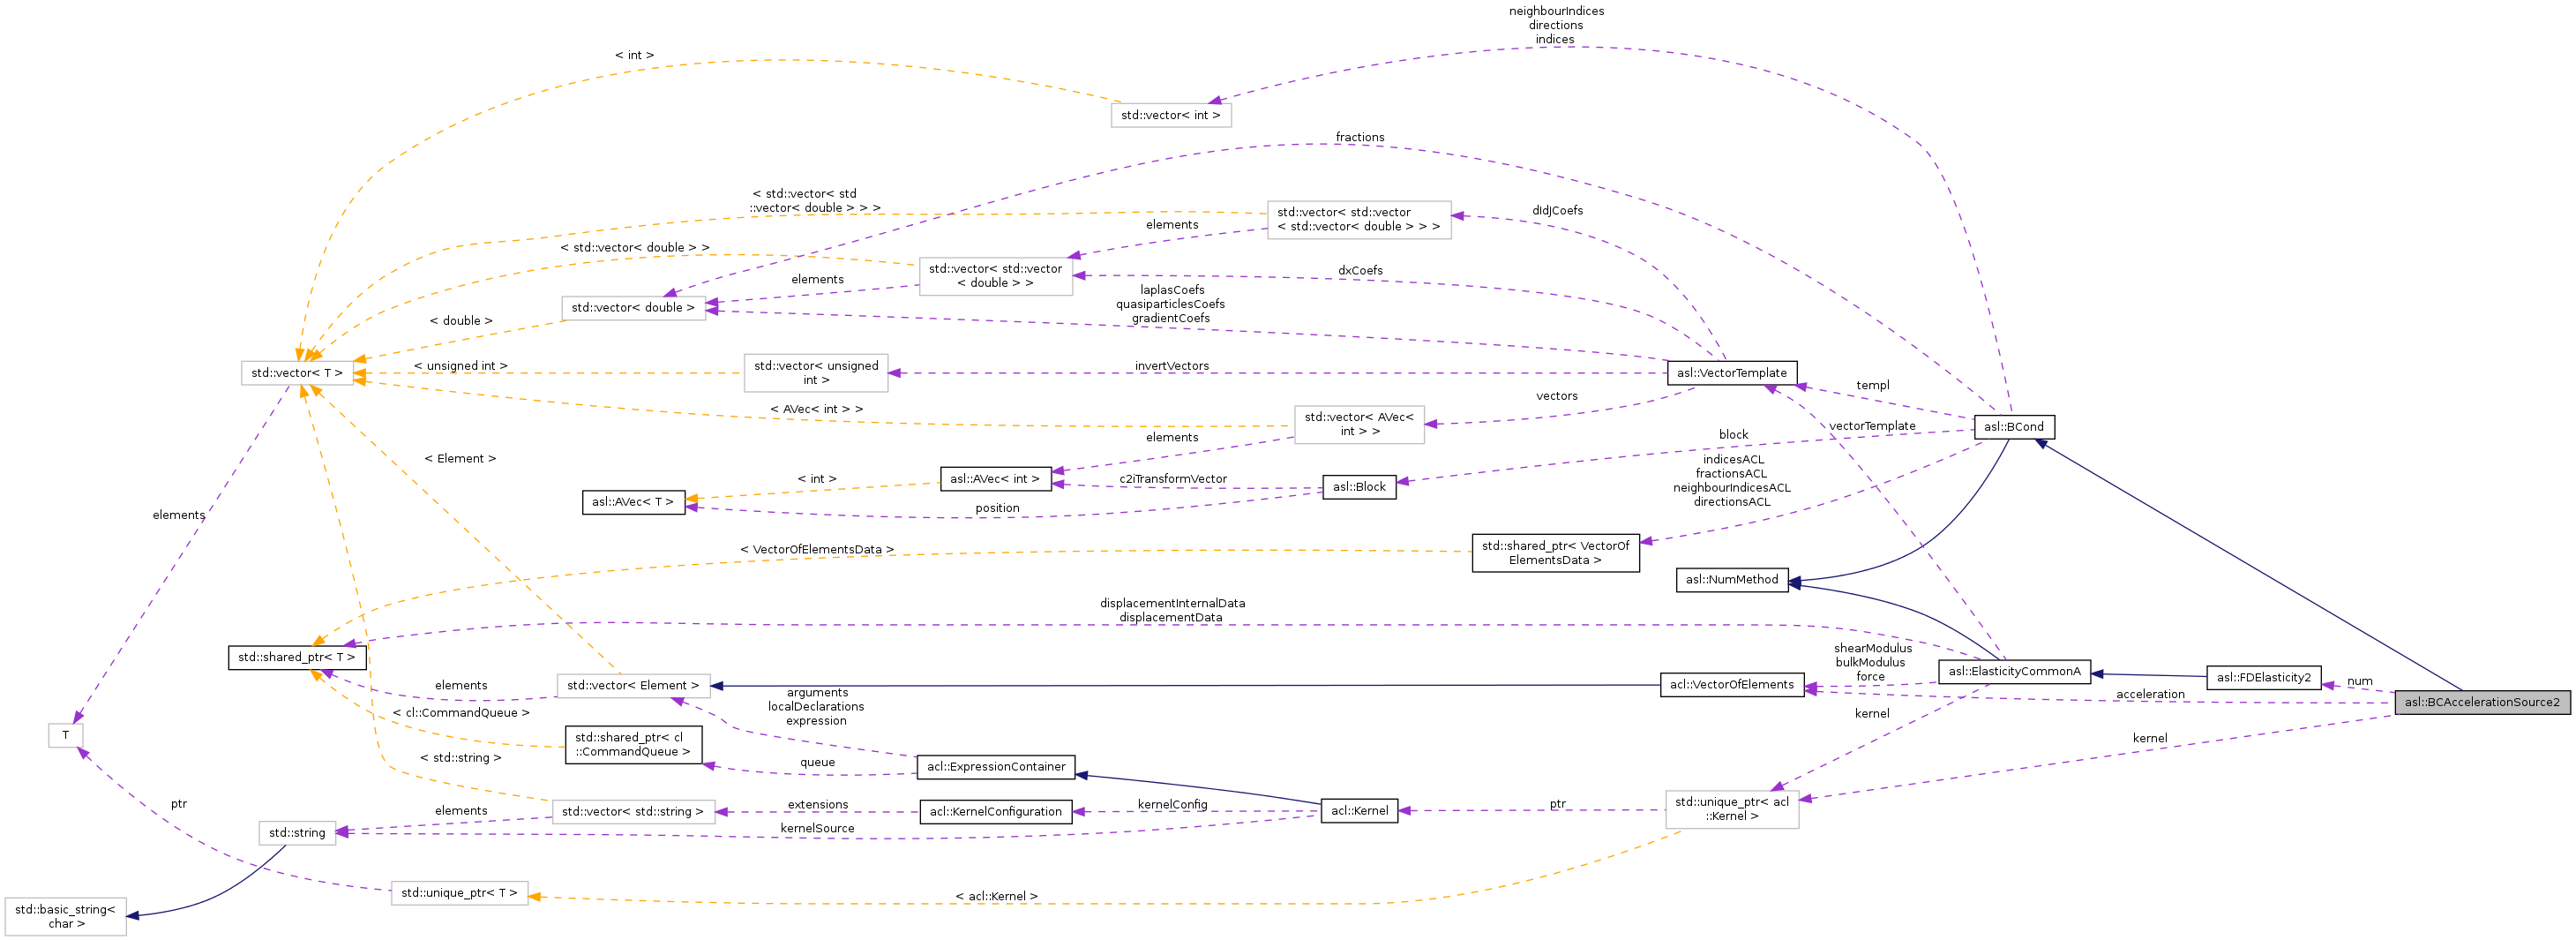 neighbourIndices
directions
indices
< int >
std::vector< int >
fractions
< std::vector< std
::vector< double > > >
std::vector< std::vector
< std::vector< double > > >
dIdJCoefs
elements
< std::vector< double > >
std::vector< std::vector
< double > >
dxCoefs
elements
laplasCoefs
quasiparticlesCoefs
gradientCoefs
std::vector< double >
< double >
std::vector< T >
< unsigned int >
std::vector< unsigned
int >
invertVectors
asl::VectorTemplate
templ
vectors
< AVec< int > >
std::vector< AVec<
int > >
vectorTemplate
asl::BCond
elements
block
< Element >
indicesACL
fractionsACL
neighbourIndicesACL
directionsACL
asl::AVec< int >
< int >
c2iTransformVector
asl::Block
asl::AVec< T >
position
elements
< VectorOfElementsData >
std::shared_ptr< VectorOf
ElementsData >
asl::NumMethod
displacementInternalData
displacementData
std::shared_ptr< T >
shearModulus
bulkModulus
force
asl::ElasticityCommonA
asl::FDElasticity2
num
elements
std::vector< Element >
acl::VectorOfElements
acceleration
asl::BCAccelerationSource2
arguments
localDeclarations
expression
< cl::CommandQueue >
kernel
T
std::shared_ptr< cl
::CommandQueue >
kernel
< std::string >
queue
acl::ExpressionContainer
ptr
elements
std::vector< std::string >
extensions
acl::KernelConfiguration
kernelConfig
acl::Kernel
ptr
std::unique_ptr< acl
::Kernel >
std::string
kernelSource
std::unique_ptr< T >
< acl::Kernel >
std::basic_string<
char >